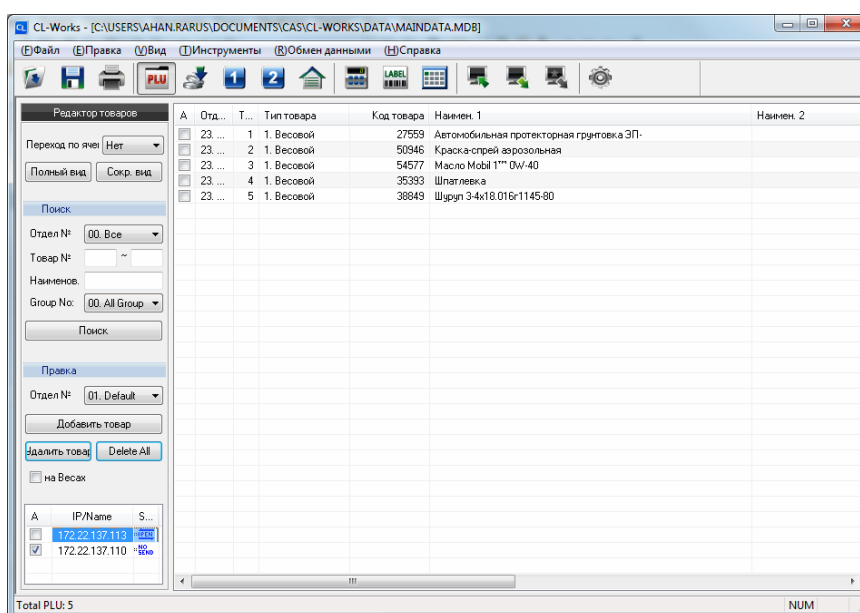 CL-Works - [C:\USERS\AHAN.RARUS\DOCUMENTS\CAS\CL-WORKS\DATA\MAINDATA.MDB]
(F)Файл (E)Правка (V)Вид (T)Инструменты (R)Обмен данными (H)Справка
PLU 1 2 LABEL
Редактор товаров
Переход по ячеі Нет
Полный вид Сокр. вид
Поиск
Отдел № 00. Все
Товар № ~
Наименов.
Group No: 00. All Group
Поиск
Правка
Отдел № 01. Default
Добавить товар
Удалить товар Delete All
на Весах
A IP/Name S...
172.22.137.113 OPEN
172.22.137.110 NO SEND
A Отд... Т... Тип товара Код товара Наимен. 1 Наимен. 2
23. ... 1 1. Весовой 27559 Автомобильная протекторная грунтовка ЭП-
23. ... 2 1. Весовой 50946 Краска-спрей аэрозольная
23. ... 3 1. Весовой 54577 Масло Mobil 1™ 0W-40
23. ... 4 1. Весовой 35393 Шпатлевка
23. ... 5 1. Весовой 38849 Шуруп 3-4x18.016г1145-80
Total PLU: 5 NUM